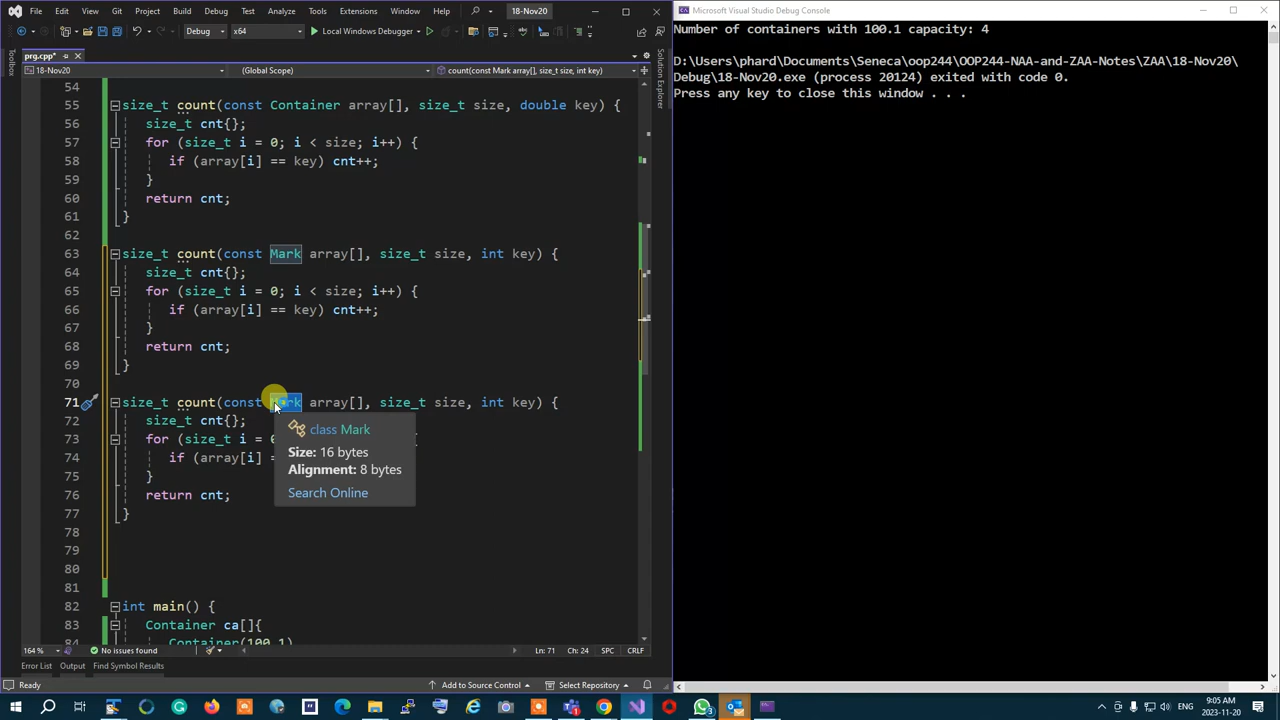 File Edit View Git Project Build Debug Test Analyze Tools Extensions Window Help 18-Nov20
Debug x64 Local Windows Debugger
prg.cpp*
18-Nov20 (Global Scope) count(const Mark array[], size_t size, int key)
Toolbox
Solution Explorer
54
55 size_t count(const Container array[], size_t size, double key) {
56 size_t cnt{};
57 for (size_t i = 0; i < size; i++) {
58 if (array[i] == key) cnt++;
59 }
60 return cnt;
61 }
62
63 size_t count(const Mark array[], size_t size, int key) {
64 size_t cnt{};
65 for (size_t i = 0; i < size; i++) {
66 if (array[i] == key) cnt++;
67 }
68 return cnt;
69 }
70
71 size_t count(const Mark array[], size_t size, int key) {
72 size_t cnt{};
73 for (size_t i = 0
74 if (array[i] =
75 }
76 return cnt;
77 }
78
79
80
81
82 int main() {
83 Container ca[]{
84 Container(100.1)
class Mark
Size: 16 bytes
Alignment: 8 bytes
Search Online
164 % No issues found Ln: 71 Ch: 24 SPC CRLF
Error List Output Find Symbol Results
Ready Add to Source Control Select Repository
Microsoft Visual Studio Debug Console
Number of containers with 100.1 capacity: 4
D:\Users\phard\Documents\Seneca\oop244\OOP244-NAA-and-ZAA-Notes\ZAA\18-Nov20\
Debug\18-Nov20.exe (process 20124) exited with code 0.
Press any key to close this window . . .
ENG
9:05 AM
2023-11-20